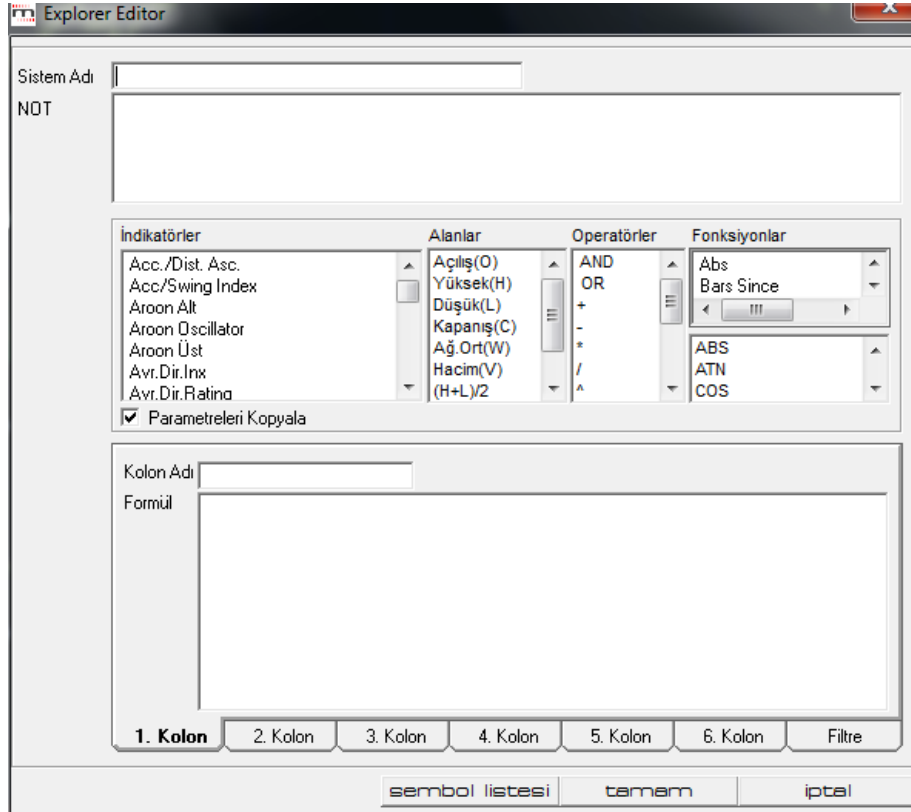 Explorer Editor
Sistem Adı
NOT
İndikatörler
Acc./Dist. Asc.
Acc/Swing Index
Aroon Alt
Aroon Oscillator
Aroon Üst
Avr.Dir.Inx
Avr.Dir.Rating
Alanlar
Açılış(O)
Yüksek(H)
Düşük(L)
Kapanış(C)
Ağ.Ort(W)
Hacim(V)
(H+L)/2
Operatörler
AND
OR
+
-
*
/
^
Fonksiyonlar
Abs
Bars Since
ABS
ATN
COS
Parametreleri Kopyala
Kolon Adı
Formül
1. Kolon 2. Kolon 3. Kolon 4. Kolon 5. Kolon 6. Kolon Filtre
sembol listesi tamam iptal